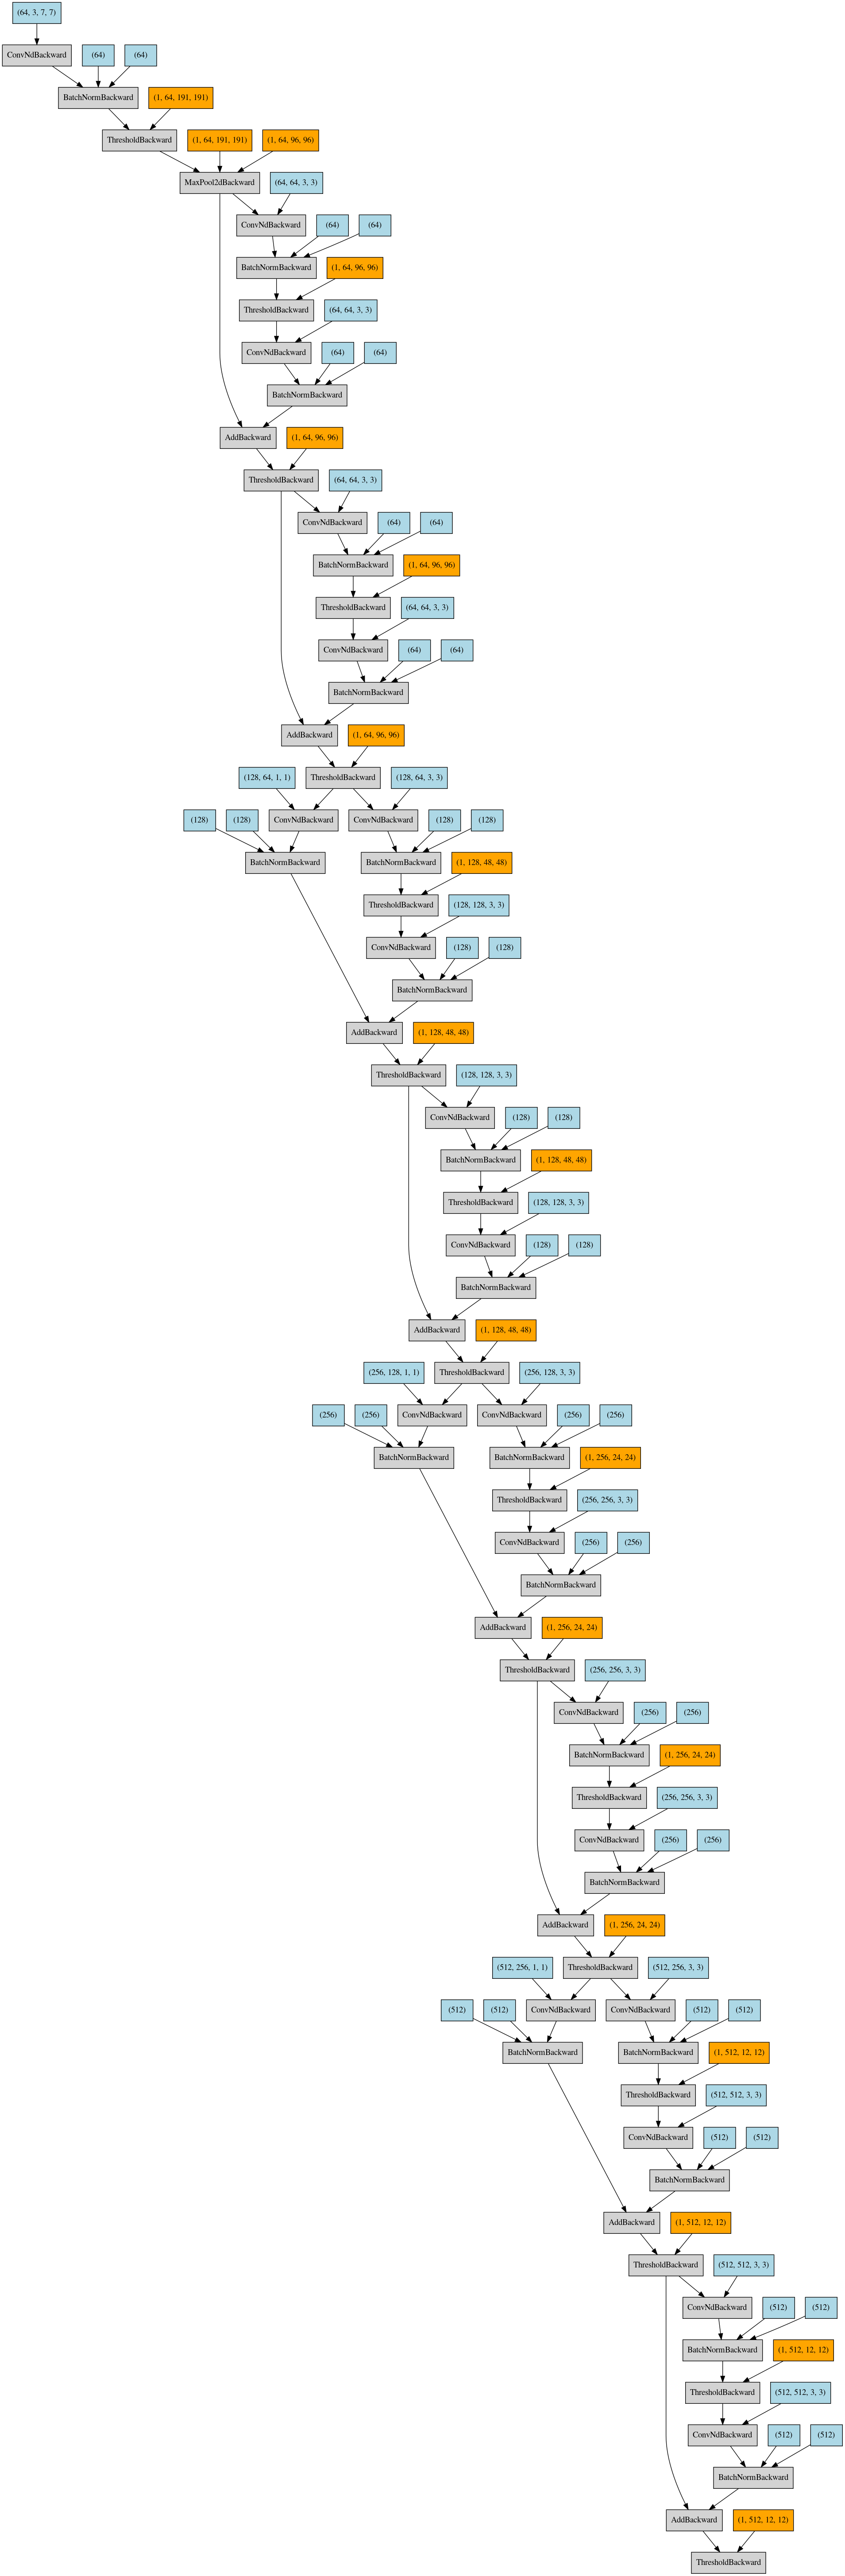 (64, 3, 7, 7)
ConvNdBackward
(64)
(64)
BatchNormBackward
(1, 64, 191, 191)
ThresholdBackward
(1, 64, 191, 191)
(1, 64, 96, 96)
MaxPool2dBackward
(64, 64, 3, 3)
ConvNdBackward
(64)
(64)
BatchNormBackward
(1, 64, 96, 96)
ThresholdBackward
(64, 64, 3, 3)
ConvNdBackward
(64)
(64)
BatchNormBackward
AddBackward
(1, 64, 96, 96)
ThresholdBackward
(64, 64, 3, 3)
ConvNdBackward
(64)
(64)
BatchNormBackward
(1, 64, 96, 96)
ThresholdBackward
(64, 64, 3, 3)
ConvNdBackward
(64)
(64)
BatchNormBackward
AddBackward
(1, 64, 96, 96)
(128, 64, 1, 1)
ThresholdBackward
(128, 64, 3, 3)
(128)
(128)
ConvNdBackward
ConvNdBackward
(128)
(128)
BatchNormBackward
BatchNormBackward
(1, 128, 48, 48)
ThresholdBackward
(128, 128, 3, 3)
ConvNdBackward
(128)
(128)
BatchNormBackward
AddBackward
(1, 128, 48, 48)
ThresholdBackward
(128, 128, 3, 3)
ConvNdBackward
(128)
(128)
BatchNormBackward
(1, 128, 48, 48)
ThresholdBackward
(128, 128, 3, 3)
ConvNdBackward
(128)
(128)
BatchNormBackward
AddBackward
(1, 128, 48, 48)
(256, 128, 1, 1)
ThresholdBackward
(256, 128, 3, 3)
(256)
(256)
ConvNdBackward
ConvNdBackward
(256)
(256)
BatchNormBackward
BatchNormBackward
(1, 256, 24, 24)
ThresholdBackward
(256, 256, 3, 3)
ConvNdBackward
(256)
(256)
BatchNormBackward
AddBackward
(1, 256, 24, 24)
ThresholdBackward
(256, 256, 3, 3)
ConvNdBackward
(256)
(256)
BatchNormBackward
(1, 256, 24, 24)
ThresholdBackward
(256, 256, 3, 3)
ConvNdBackward
(256)
(256)
BatchNormBackward
AddBackward
(1, 256, 24, 24)
(512, 256, 1, 1)
ThresholdBackward
(512, 256, 3, 3)
(512)
(512)
ConvNdBackward
ConvNdBackward
(512)
(512)
BatchNormBackward
BatchNormBackward
(1, 512, 12, 12)
ThresholdBackward
(512, 512, 3, 3)
ConvNdBackward
(512)
(512)
BatchNormBackward
AddBackward
(1, 512, 12, 12)
ThresholdBackward
(512, 512, 3, 3)
ConvNdBackward
(512)
(512)
BatchNormBackward
(1, 512, 12, 12)
ThresholdBackward
(512, 512, 3, 3)
ConvNdBackward
(512)
(512)
BatchNormBackward
AddBackward
(1, 512, 12, 12)
ThresholdBackward